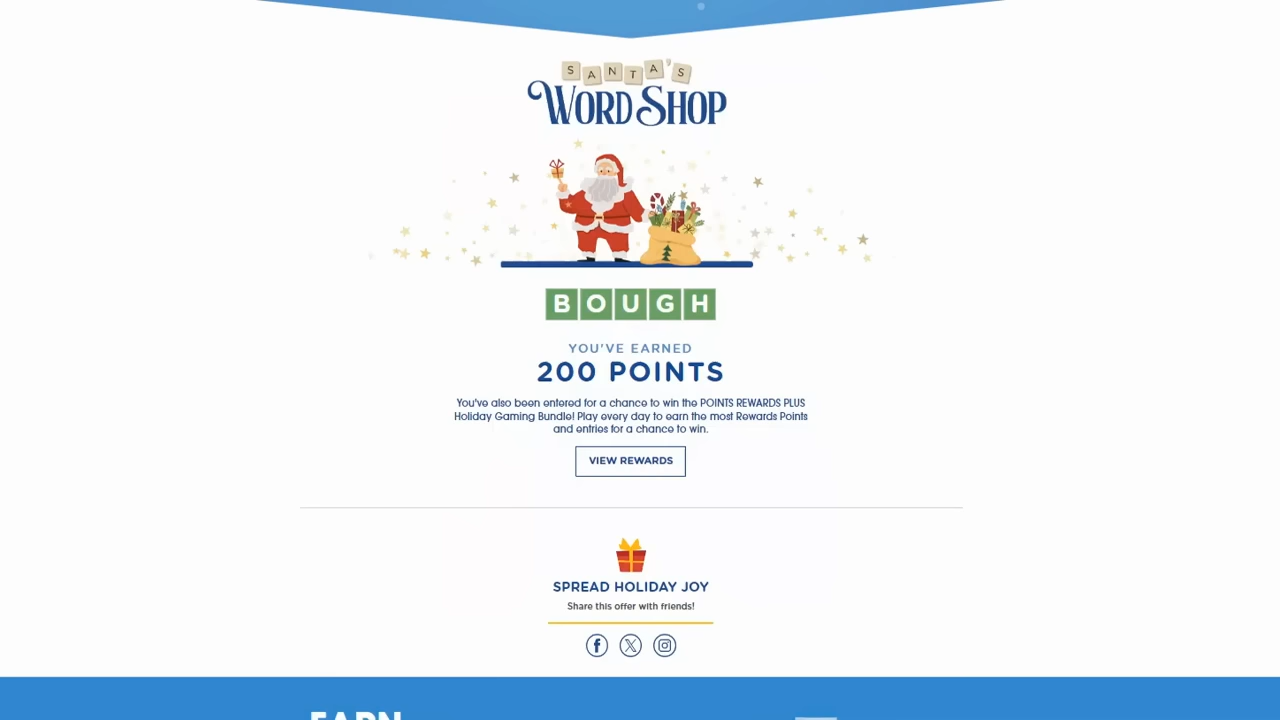 SANTA'S
WORD SHOP
BOUGH
YOU'VE EARNED
200 POINTS
You've also been entered for a chance to win the POINTS REWARDS PLUS
Holiday Gaming Bundle! Play every day to earn the most Rewards Points
and entries for a chance to win.
VIEW REWARDS
SPREAD HOLIDAY JOY
Share this offer with friends!
EARN